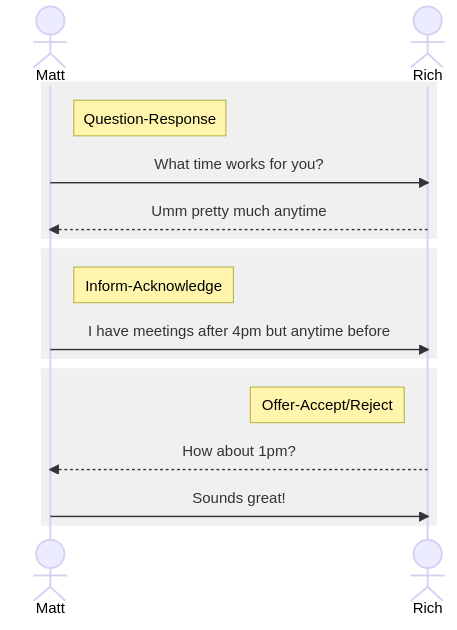 Matt
Rich
Question-Response
What time works for you?
Umm pretty much anytime
Inform-Acknowledge
I have meetings after 4pm but anytime before
Offer-Accept/Reject
How about 1pm?
Sounds great!
Matt
Rich